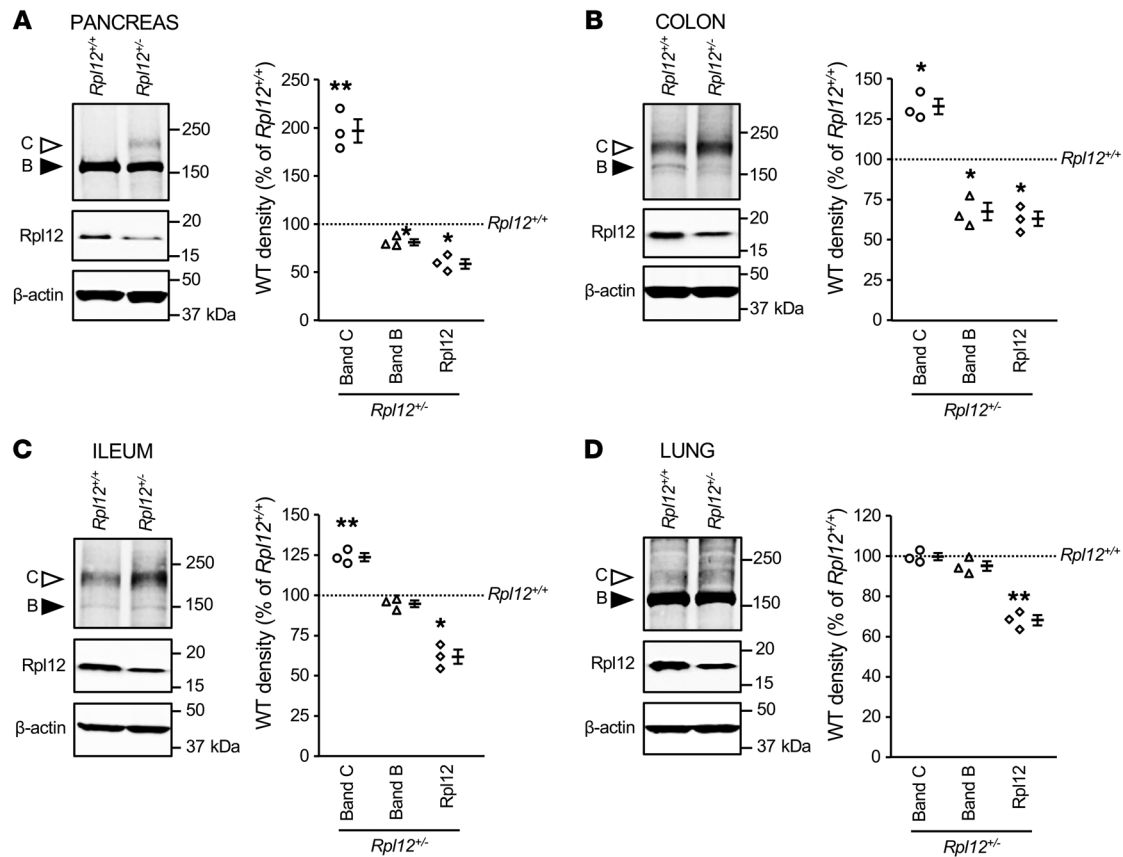 A PANCREAS
Rpl12+/+ Rpl12+/-
C
B
250
150
Rpl12
20
15
β-actin
50
37 kDa
WT density (% of Rpl12+/+)
250
200
150
100
50
0
**
*
*
Rpl12+/+
Band C
Band B
Rpl12
Rpl12+/-
B COLON
Rpl12+/+ Rpl12+/-
C
B
250
150
Rpl12
20
15
β-actin
50
37 kDa
WT density (% of Rpl12+/+)
150
125
100
75
50
25
0
*
*
*
Rpl12+/+
Band C
Band B
Rpl12
Rpl12+/-
C ILEUM
Rpl12+/+ Rpl12+/-
C
B
250
150
Rpl12
20
15
β-actin
50
37 kDa
WT density (% of Rpl12+/+)
150
125
100
75
50
25
0
**
*
Rpl12+/+
Band C
Band B
Rpl12
Rpl12+/-
D LUNG
Rpl12+/+ Rpl12+/-
C
B
250
150
Rpl12
20
15
β-actin
50
37 kDa
WT density (% of Rpl12+/+)
120
100
80
60
40
20
0
**
Rpl12+/+
Band C
Band B
Rpl12
Rpl12+/-